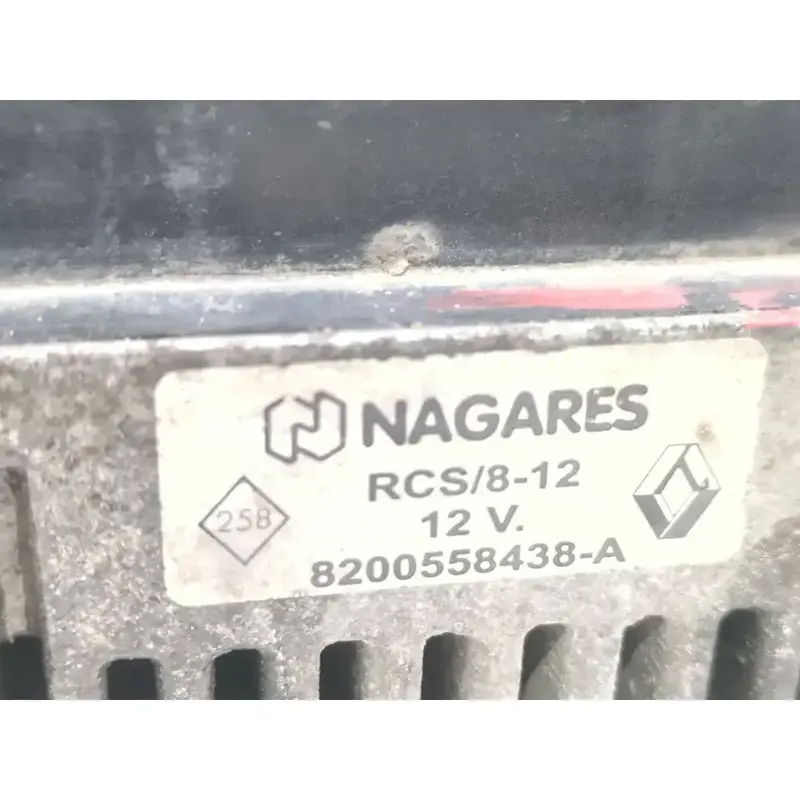 NAGARES
RCS/8-12
258
12 V.
8200558438-A